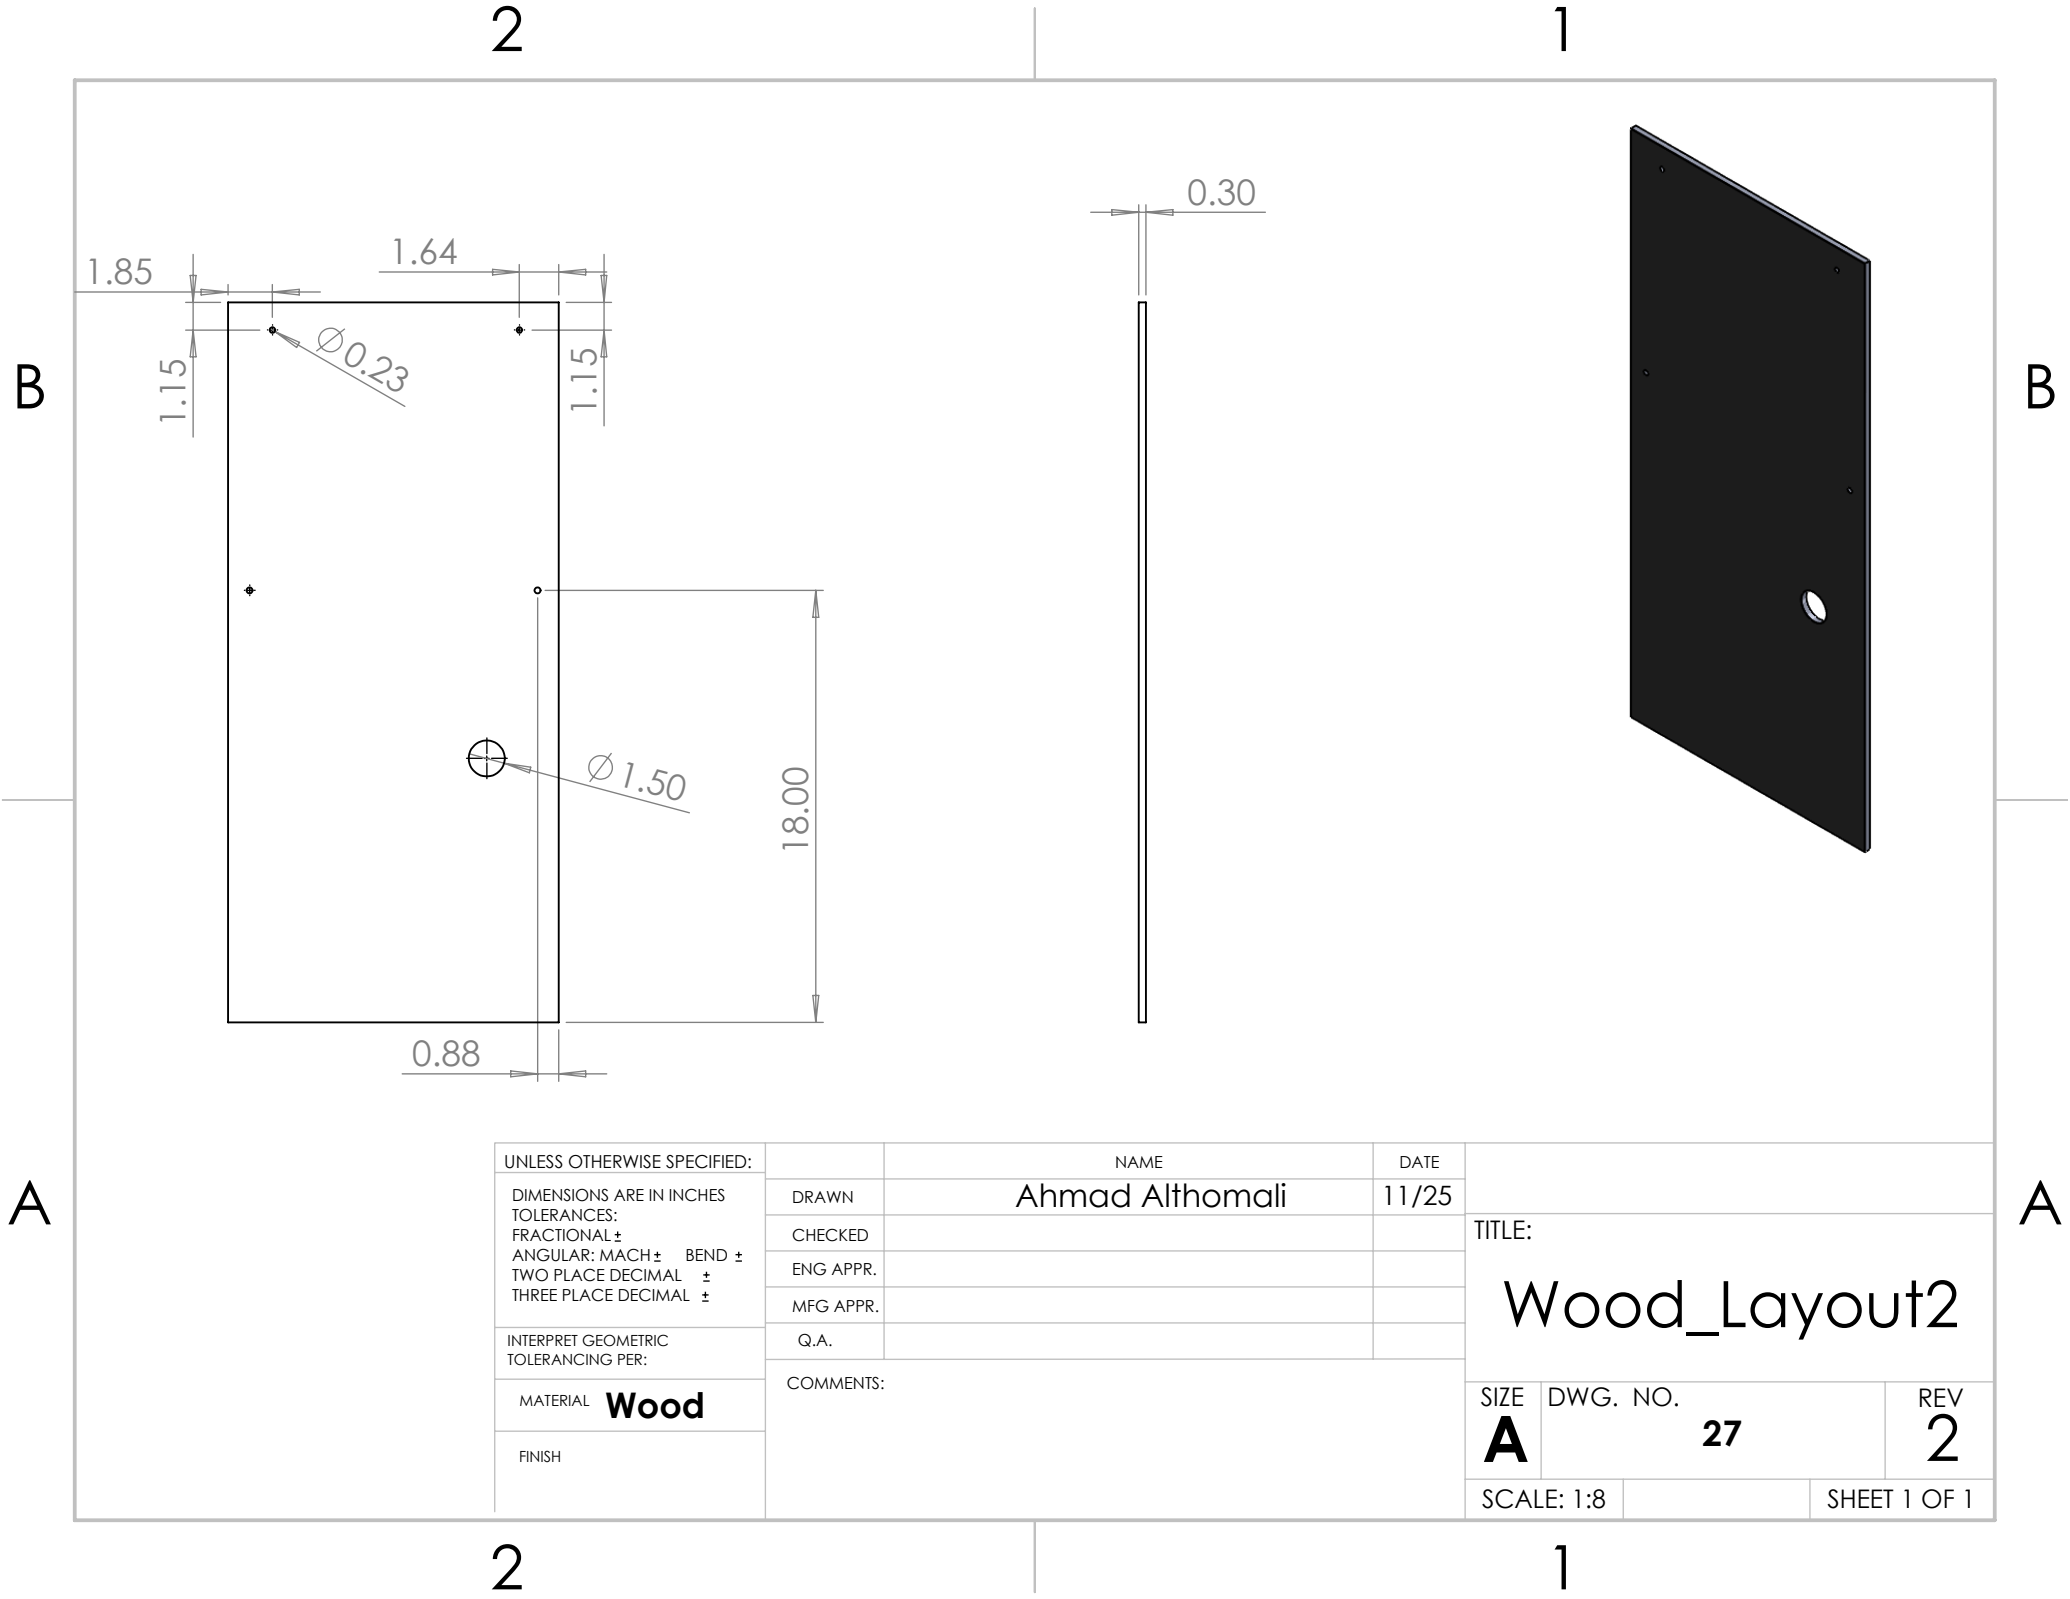 2
1
0.30
1.64
1.85
⌀0.23
1.15
1.15
B
B
⌀1.50
18.00
0.88
A
A
UNLESS OTHERWISE SPECIFIED:
DIMENSIONS ARE IN INCHES
TOLERANCES:
FRACTIONAL ±
ANGULAR: MACH ± BEND ±
TWO PLACE DECIMAL ±
THREE PLACE DECIMAL ±
INTERPRET GEOMETRIC
TOLERANCING PER:
MATERIAL Wood
FINISH
NAME DATE
DRAWN Ahmad Althomali 11/25
CHECKED
ENG APPR.
MFG APPR.
Q.A.
COMMENTS:
TITLE:
Wood_Layout2
SIZE DWG. NO. REV
A 27 2
SCALE: 1:8 SHEET 1 OF 1
2
1